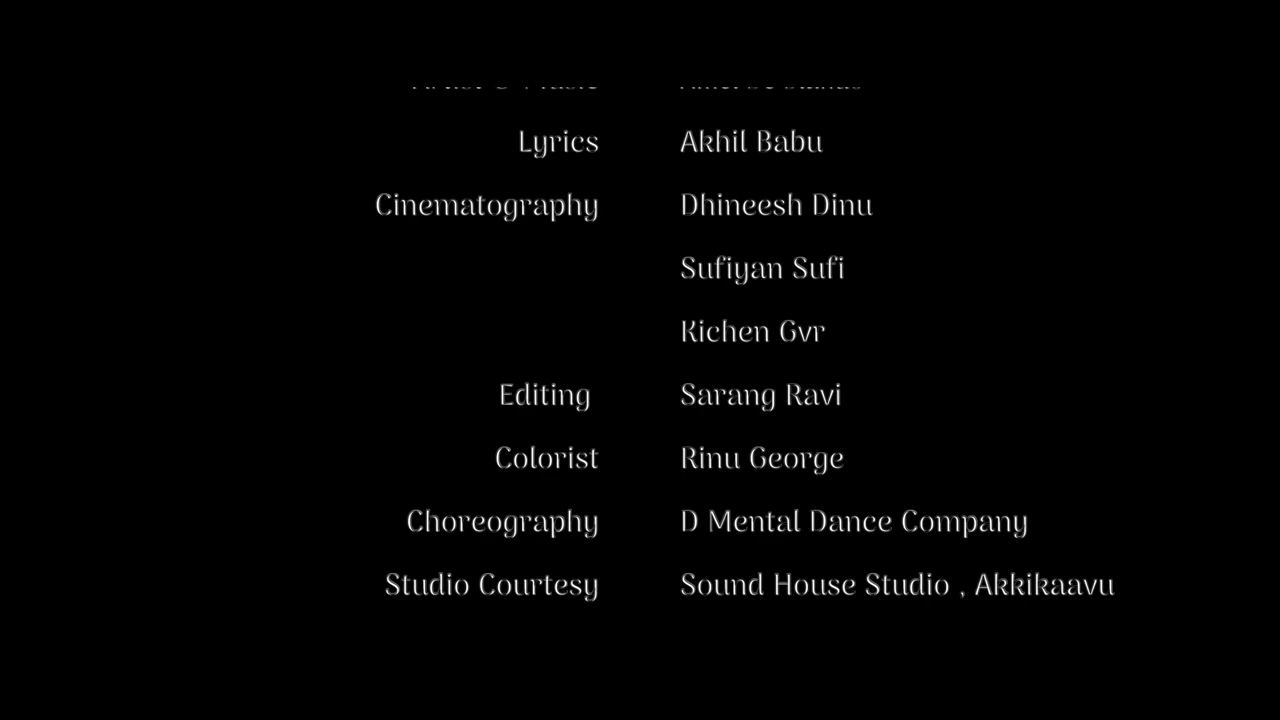 Lyrics Akhil Babu
Cinematography Dhineesh Dinu
Sufiyan Sufi
Kichen Gvr
Editing Sarang Ravi
Colorist Rinu George
Choreography D Mental Dance Company
Studio Courtesy Sound House Studio , Akkikaavu